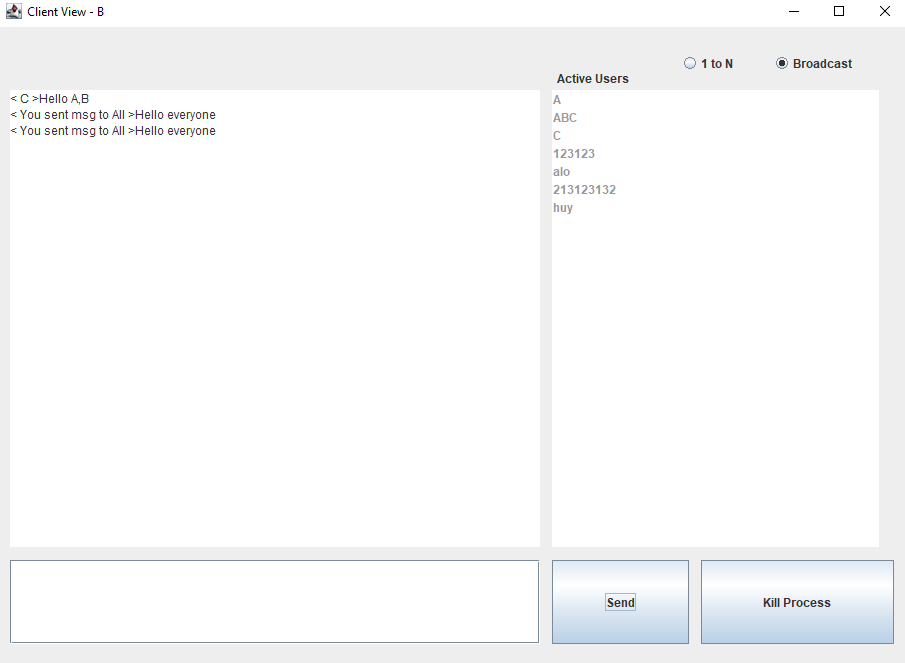 Client View - B
1 to N
Broadcast
Active Users
< C >Hello A,B
< You sent msg to All >Hello everyone
< You sent msg to All >Hello everyone
A
ABC
C
123123
alo
213123132
huy
Send
Kill Process